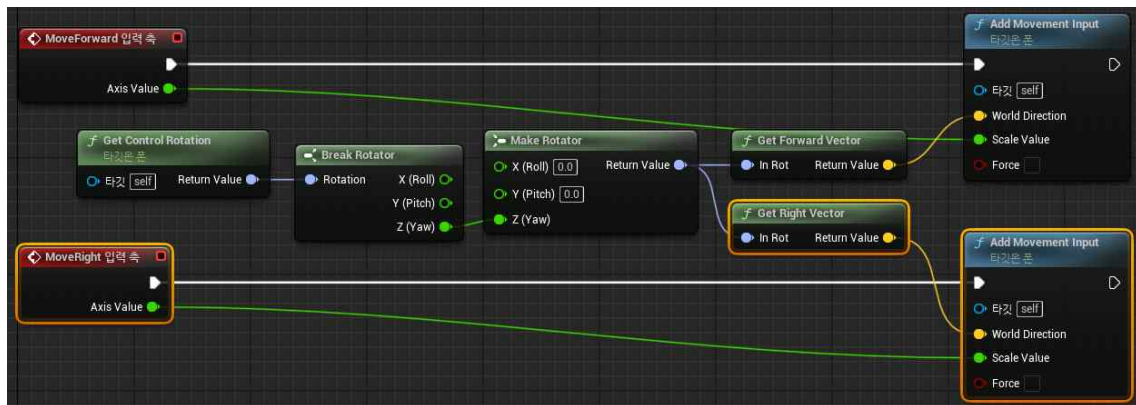 MoveForward 입력 축
Axis Value
Add Movement Input
타깃은 폰
타깃 self
World Direction
Scale Value
Force
Get Control Rotation
타깃은 폰
타깃 self
Return Value
Break Rotator
Rotation
X (Roll)
Y (Pitch)
Z (Yaw)
Make Rotator
X (Roll) 0.0
Return Value
Y (Pitch) 0.0
Z (Yaw)
Get Forward Vector
In Rot
Return Value
Get Right Vector
In Rot
Return Value
MoveRight 입력 축
Axis Value
Add Movement Input
타깃은 폰
타깃 self
World Direction
Scale Value
Force